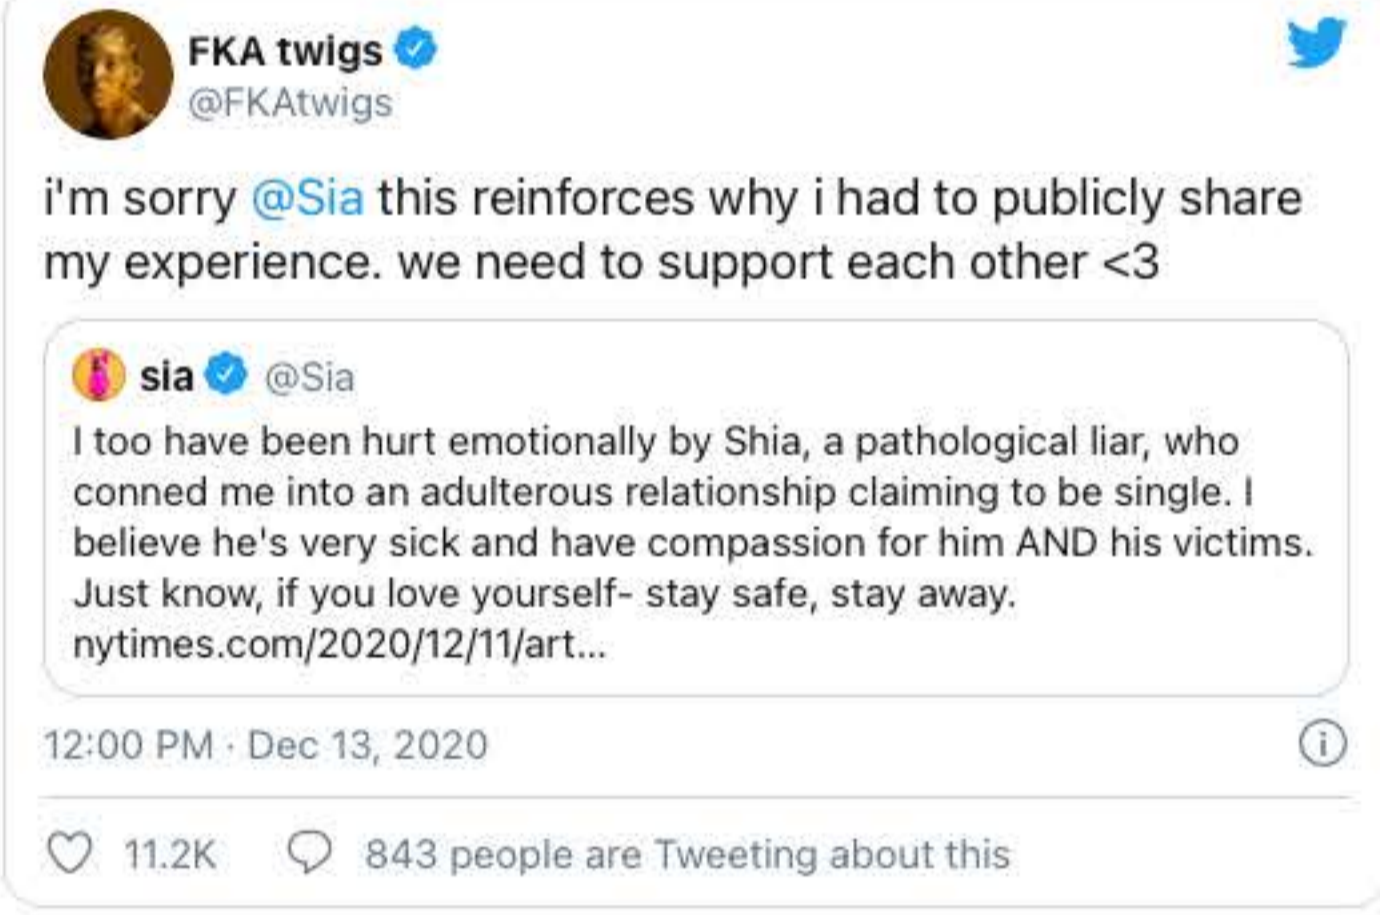 FKA twigs
@FKAtwigs
i'm sorry @Sia this reinforces why i had to publicly share
my experience. we need to support each other <3
sia @Sia
I too have been hurt emotionally by Shia, a pathological liar, who
conned me into an adulterous relationship claiming to be single. I
believe he's very sick and have compassion for him AND his victims.
Just know, if you love yourself- stay safe, stay away.
nytimes.com/2020/12/11/art...
12:00 PM · Dec 13, 2020
11.2K 843 people are Tweeting about this